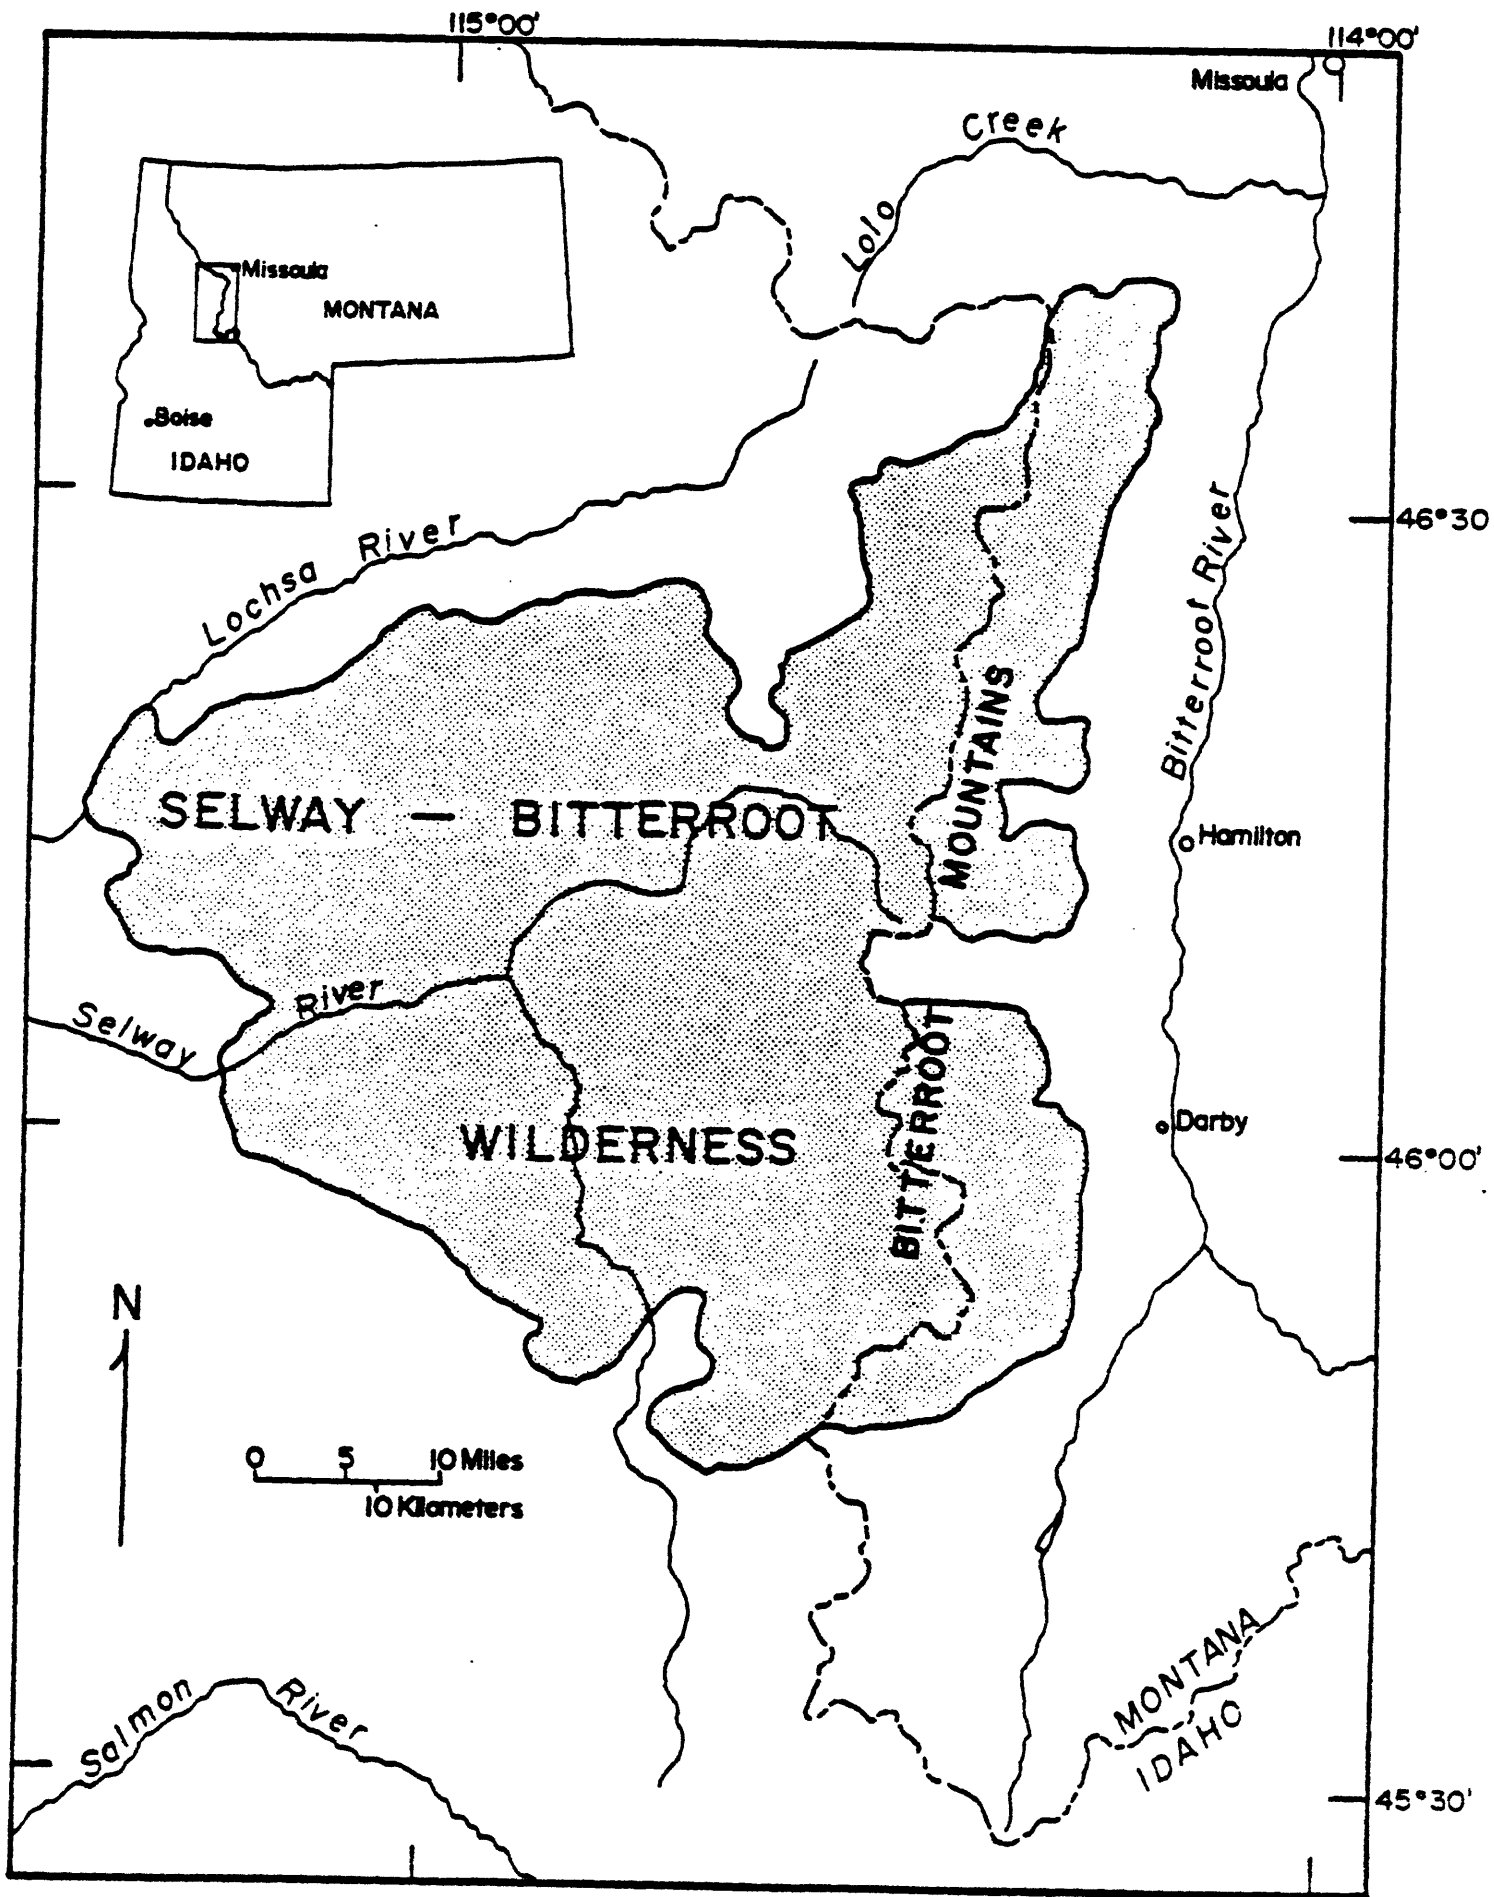 115°00'
114°00'
Missoula
Creek
Lolo
Missoula
MONTANA
Boise
IDAHO
46°30
Lochsa River
Bitterroot River
MOUNTAINS
SELWAY — BITTERROOT
Hamilton
Selway River
BITTERROOT
Darby
WILDERNESS
46°00'
N
0 5 10 Miles
10 Kilometers
Salmon River
MONTANA
IDAHO
45°30'